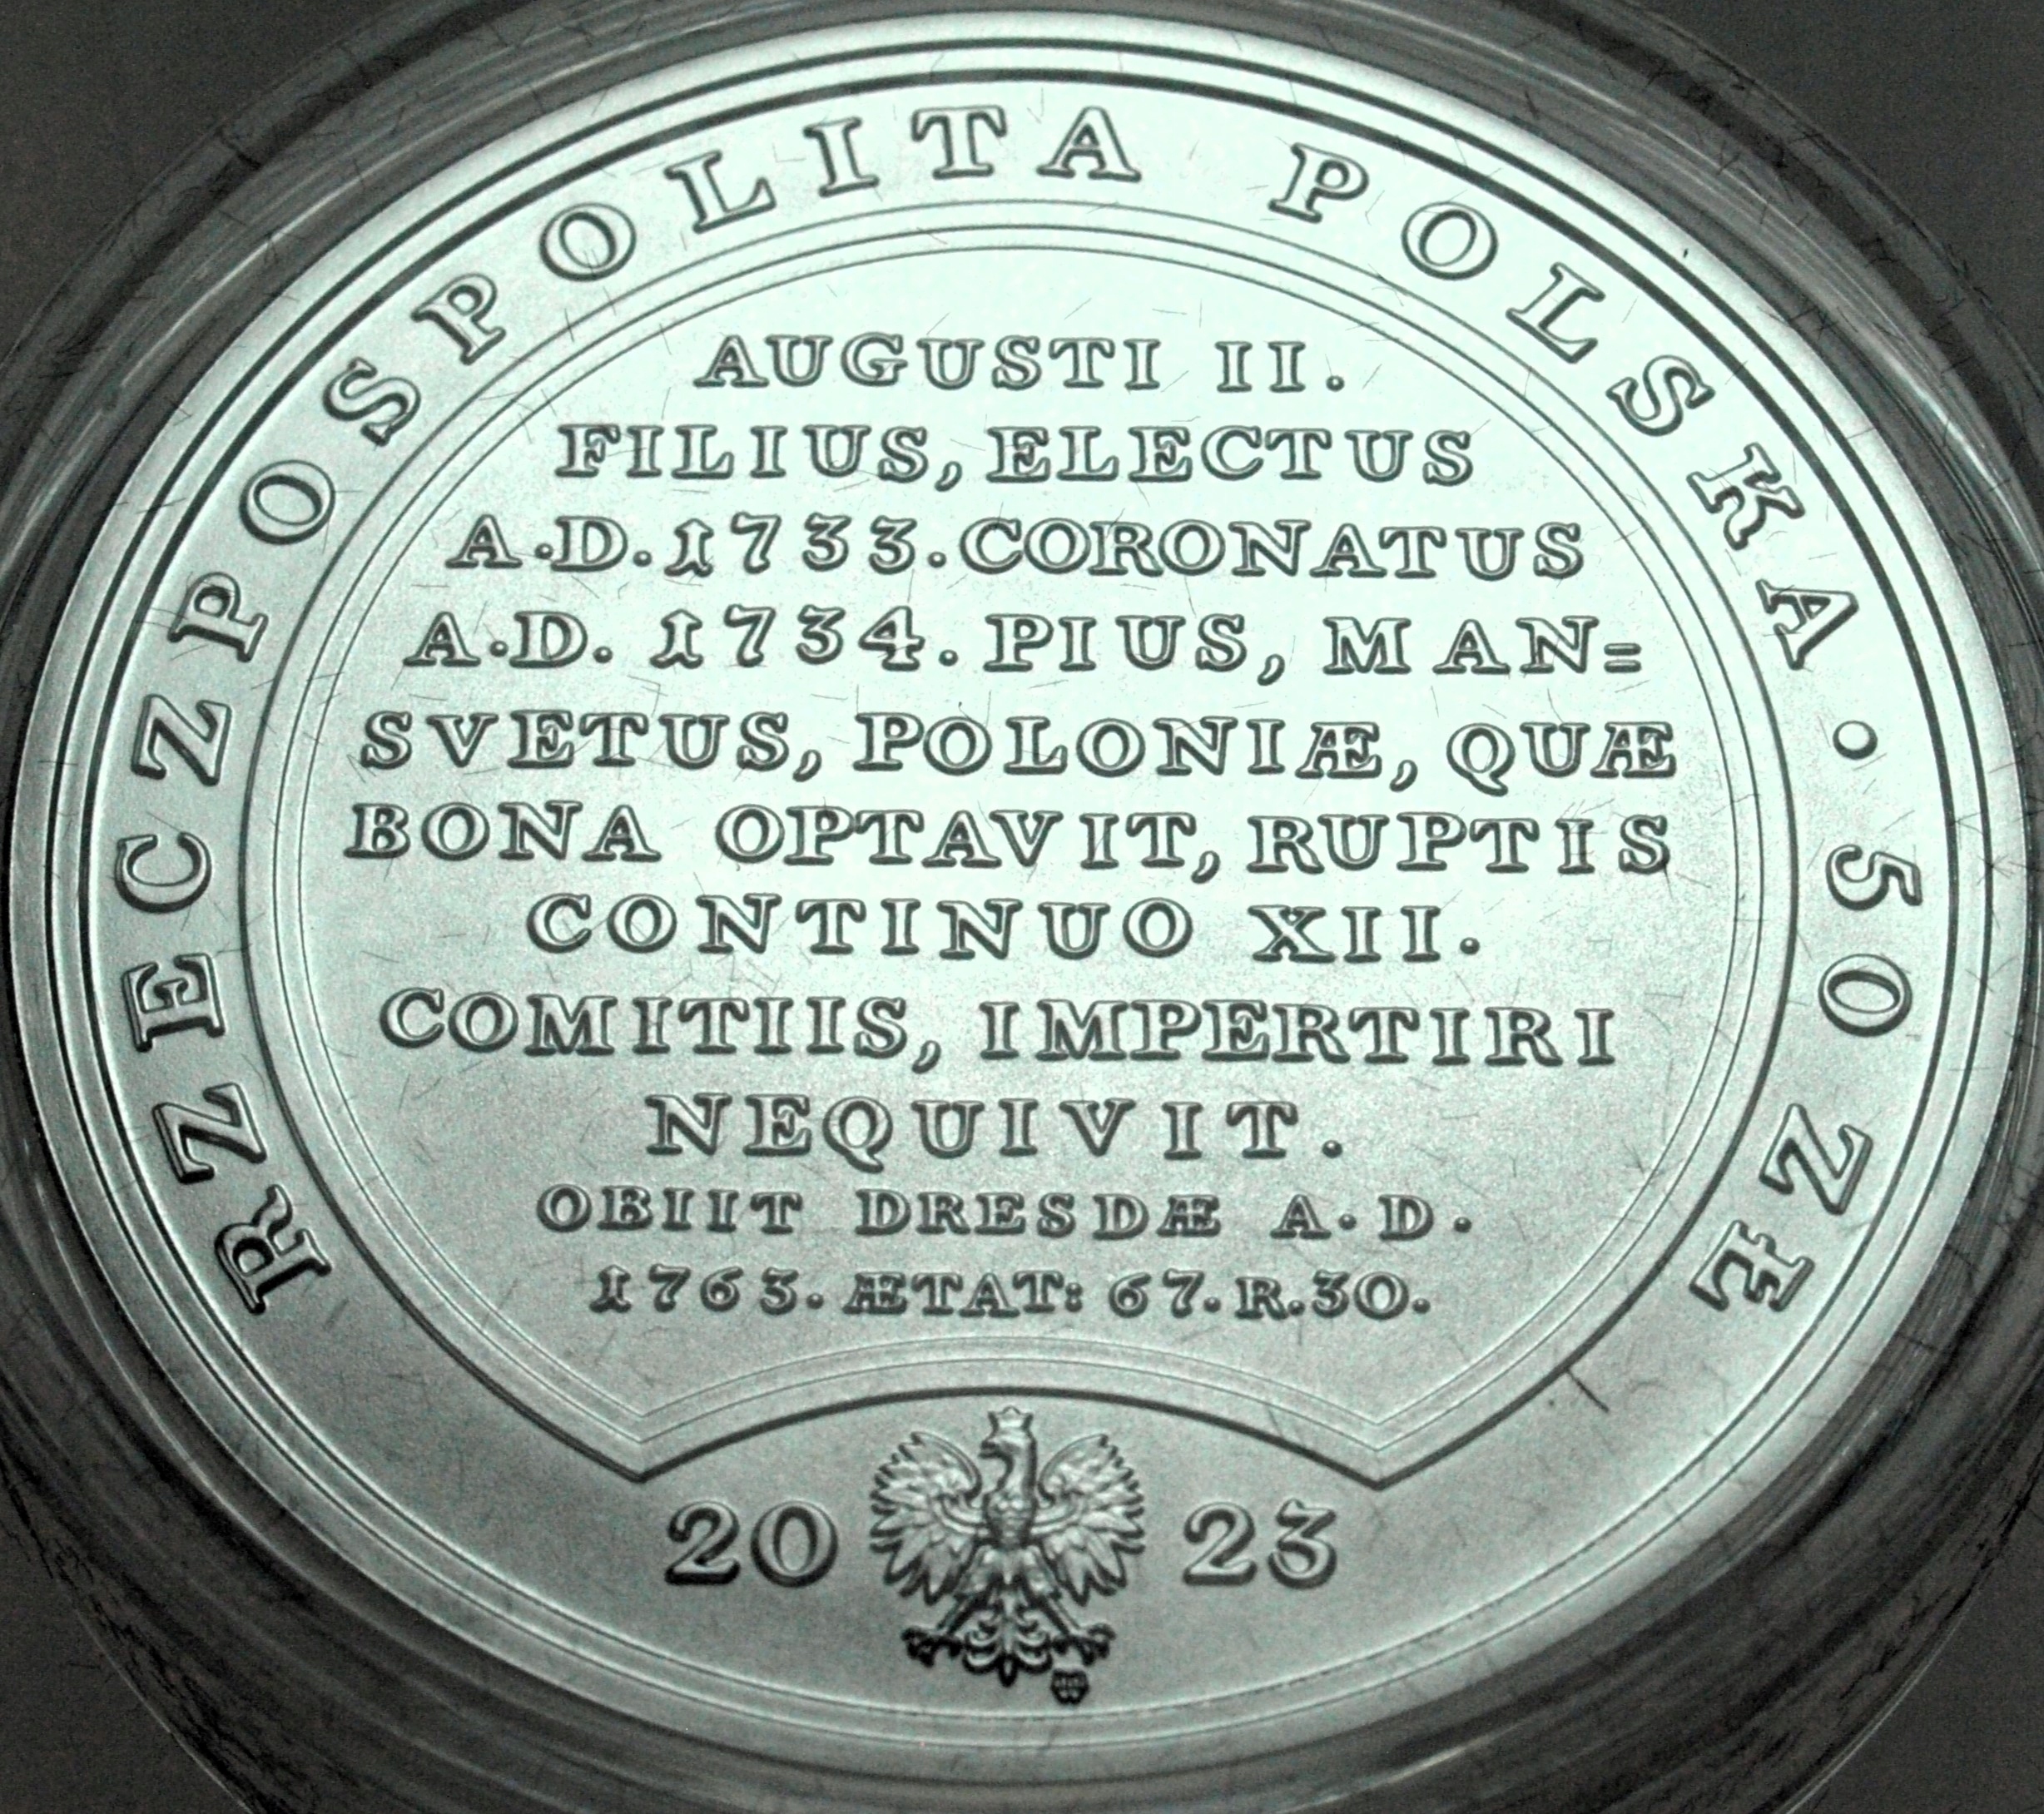 RZECZPOSPOLITA POLSKA · 50 ZŁ
AUGUSTI II.
FILIUS, ELECTUS
A·D.1733.CORONATUS
A·D. 1734. PIUS, MAN=
SVETUS, POLONIÆ, QUÆ
BONA OPTAVIT, RUPTIS
CONTINUO XII.
COMITIIS, IMPERTIRI
NEQUIVIT.
OBIIT DRESDÆ A·D.
1763. ÆTAT: 67.R.30.
20 23